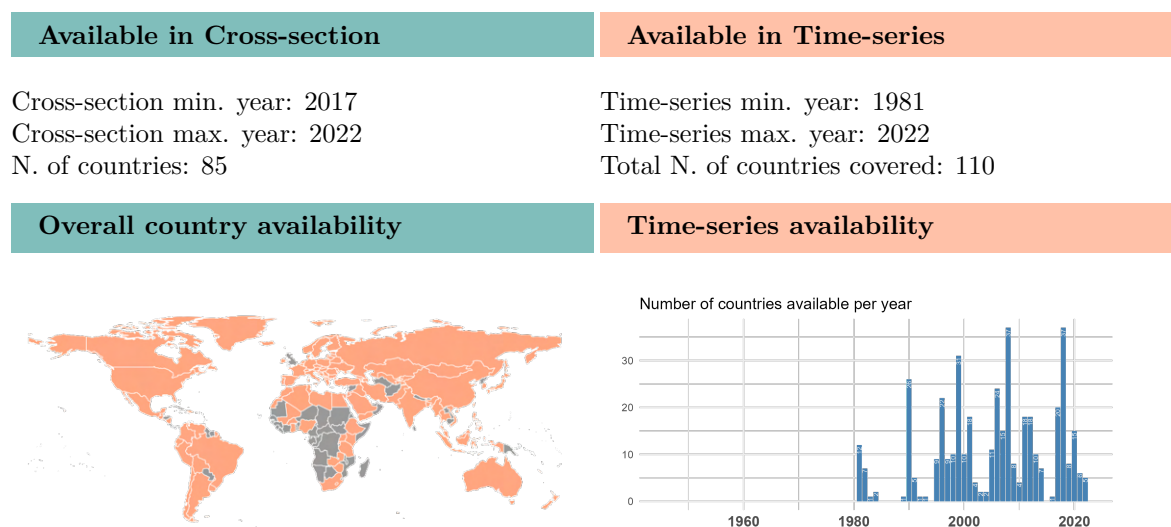 Available in Cross-section
Available in Time-series
Cross-section min. year: 2017
Cross-section max. year: 2022
N. of countries: 85
Time-series min. year: 1981
Time-series max. year: 2022
Total N. of countries covered: 110
Overall country availability
Time-series availability
Number of countries available per year
30
20
10
0
1960
1980
2000
2020